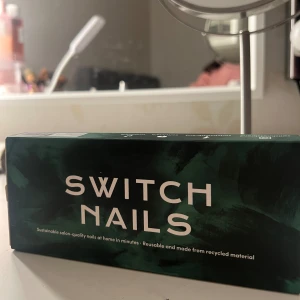 SWITCH
NAILS
Sustainable salon quality nails at home in minutes · Reusable and made from recycled material